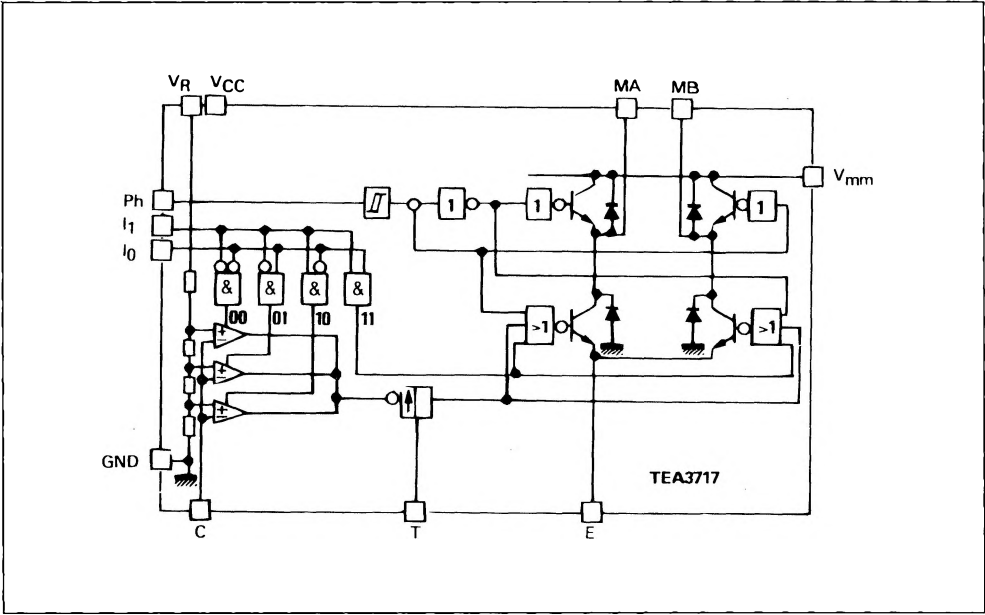 VR VCC MA MB
Vmm
Ph
I1
I0
1 1 1
& & & &
00 01 10 11
>1 >1
+ −
+ −
+ −
GND
TEA3717
C T E